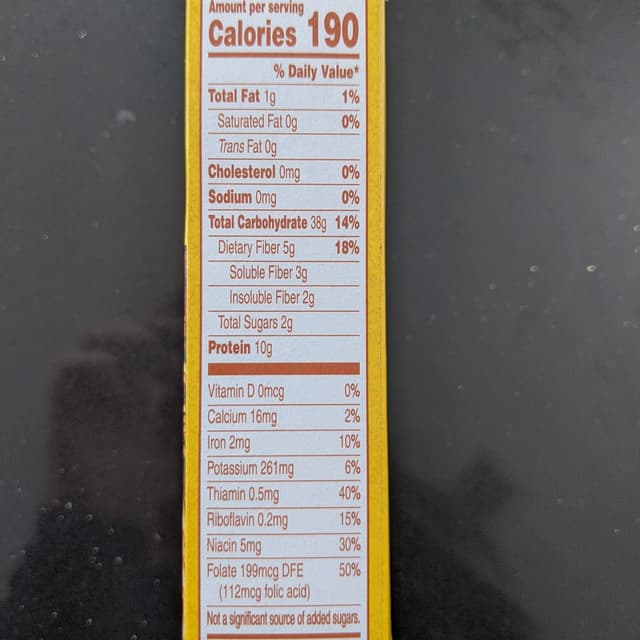 Amount per serving
Calories 190
% Daily Value*
Total Fat 1g 1%
Saturated Fat 0g 0%
Trans Fat 0g
Cholesterol 0mg 0%
Sodium 0mg 0%
Total Carbohydrate 38g 14%
Dietary Fiber 5g 18%
Soluble Fiber 3g
Insoluble Fiber 2g
Total Sugars 2g
Protein 10g
Vitamin D 0mcg 0%
Calcium 16mg 2%
Iron 2mg 10%
Potassium 261mg 6%
Thiamin 0.5mg 40%
Riboflavin 0.2mg 15%
Niacin 5mg 30%
Folate 199mcg DFE 50%
(112mcg folic acid)
Not a significant source of added sugars.